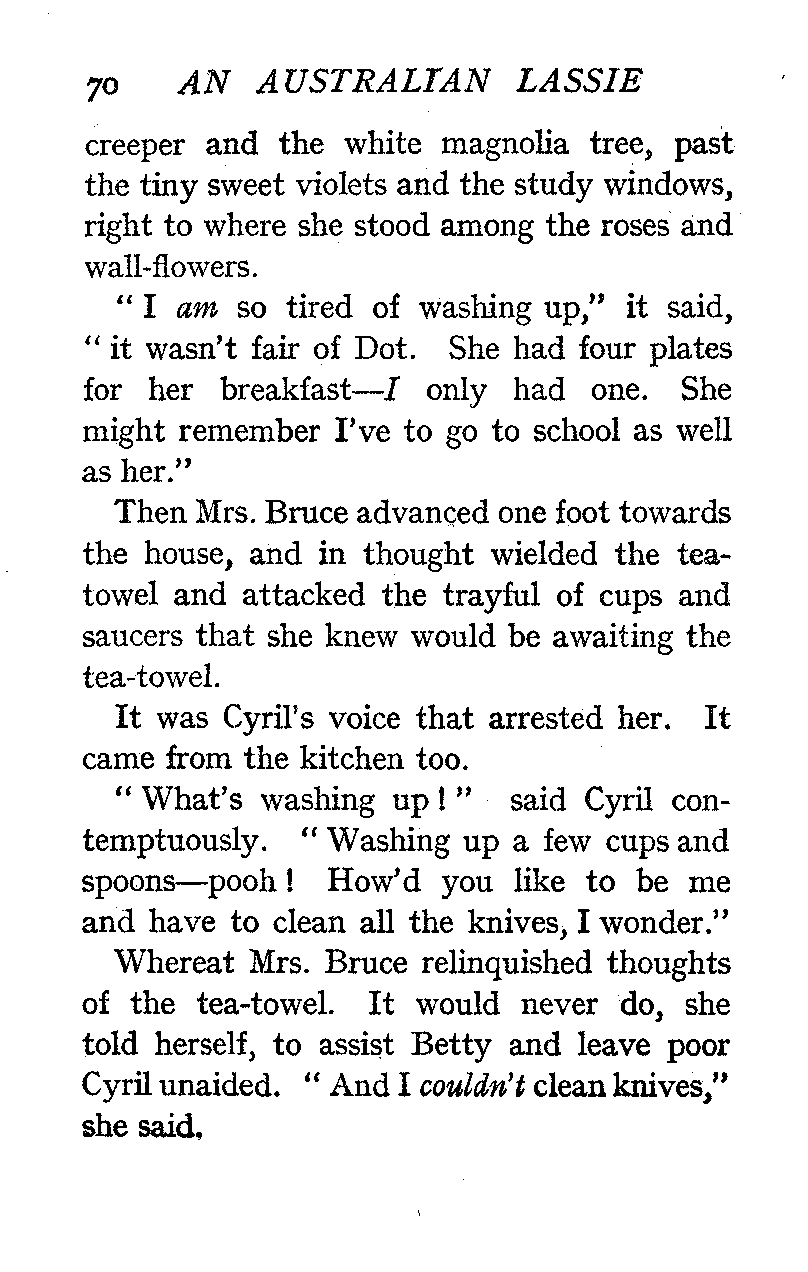 70 AN AUSTRALIAN LASSIE
creeper and the white magnolia tree, past
the tiny sweet violets and the study windows,
right to where she stood among the roses and
wall-flowers.
“ I am so tired of washing up,” it said,
“ it wasn’t fair of Dot. She had four plates
for her breakfast—I only had one. She
might remember I’ve to go to school as well
as her.”
Then Mrs. Bruce advanced one foot towards
the house, and in thought wielded the tea-
towel and attacked the trayful of cups and
saucers that she knew would be awaiting the
tea-towel.
It was Cyril’s voice that arrested her. It
came from the kitchen too.
“ What’s washing up ! ” said Cyril con-
temptuously. “ Washing up a few cups and
spoons—pooh ! How’d you like to be me
and have to clean all the knives, I wonder.”
Whereat Mrs. Bruce relinquished thoughts
of the tea-towel. It would never do, she
told herself, to assist Betty and leave poor
Cyril unaided. “ And I couldn’t clean knives,”
she said.